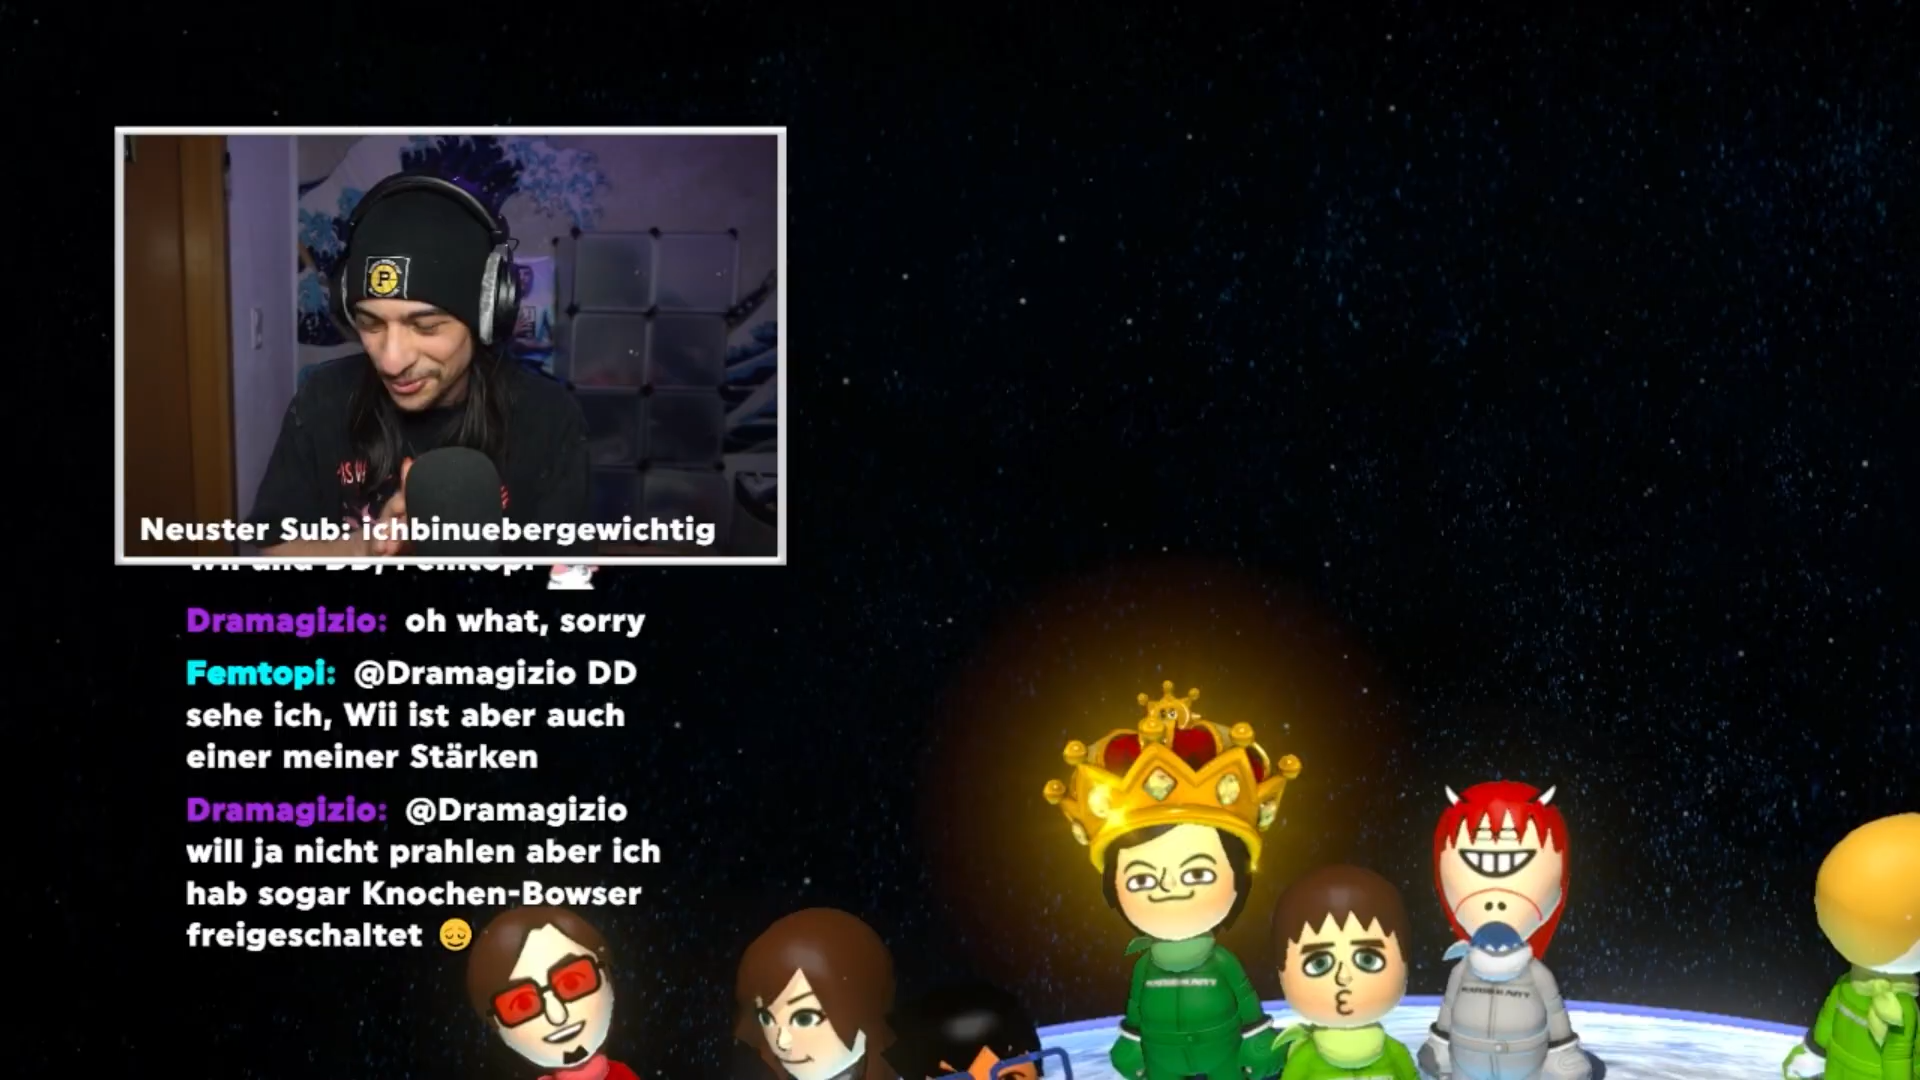 P
Neuster Sub: ichbinuebergewichtig
Dramagizio: oh what, sorry
Femtopi: @Dramagizio DD
sehe ich, Wii ist aber auch
einer meiner Stärken
Dramagizio: @Dramagizio
will ja nicht prahlen aber ich
hab sogar Knochen-Bowser
freigeschaltet